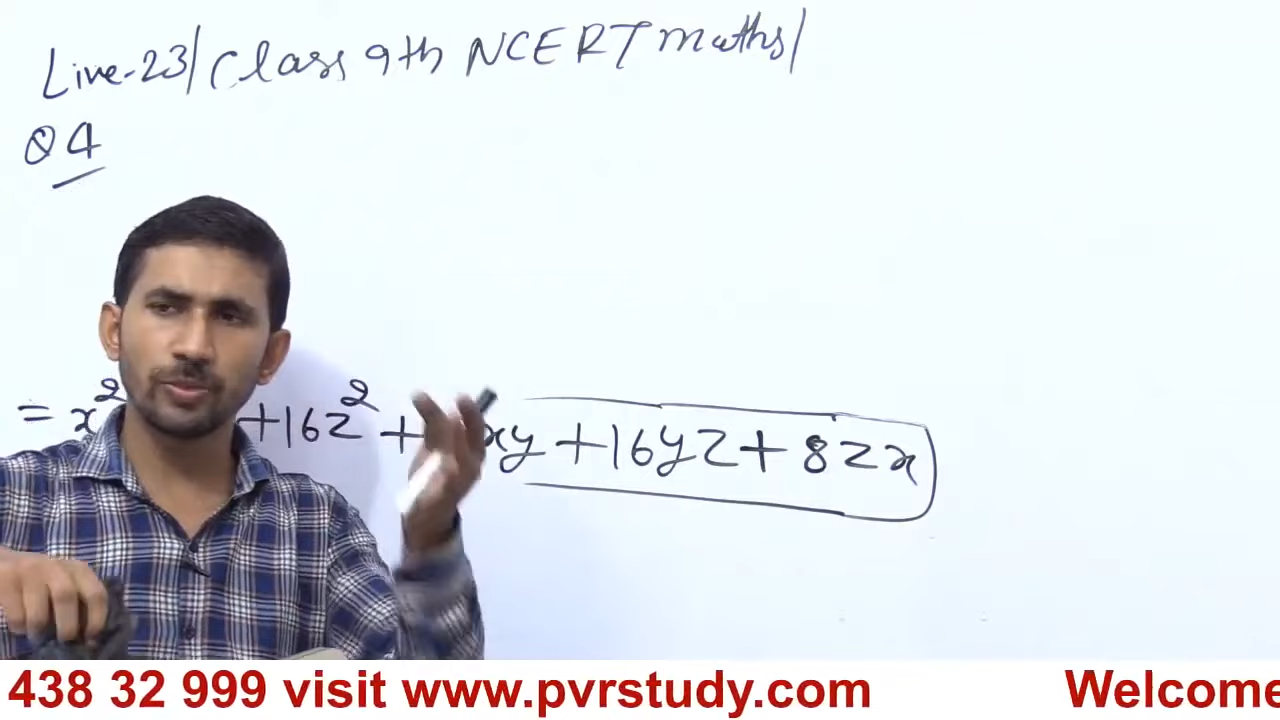 Live-23/Class 9th NCERT maths/
Q4
= x² +16z² + xy +16yz + 8zx
438 32 999 visit www.pvrstudy.com Welcome